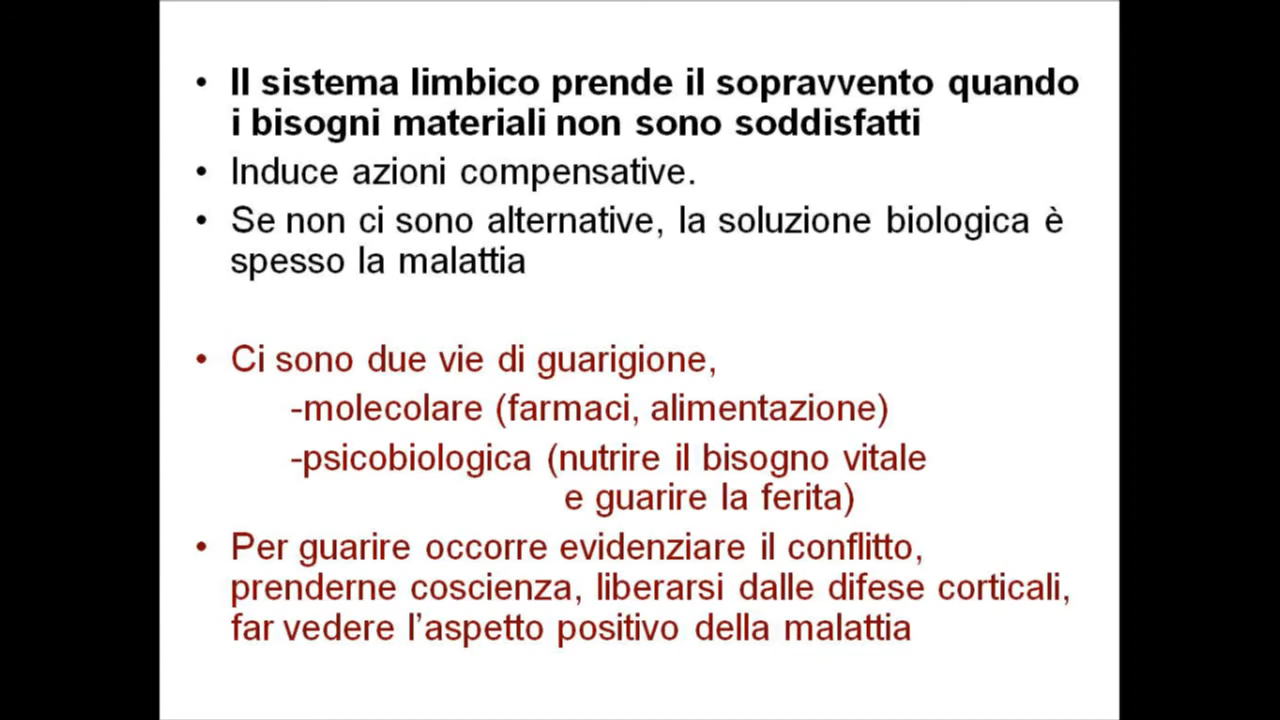 • Il sistema limbico prende il sopravvento quando
i bisogni materiali non sono soddisfatti
• Induce azioni compensative.
• Se non ci sono alternative, la soluzione biologica è
spesso la malattia
• Ci sono due vie di guarigione,
-molecolare (farmaci, alimentazione)
-psicobiologica (nutrire il bisogno vitale
e guarire la ferita)
• Per guarire occorre evidenziare il conflitto,
prenderne coscienza, liberarsi dalle difese corticali,
far vedere l’aspetto positivo della malattia